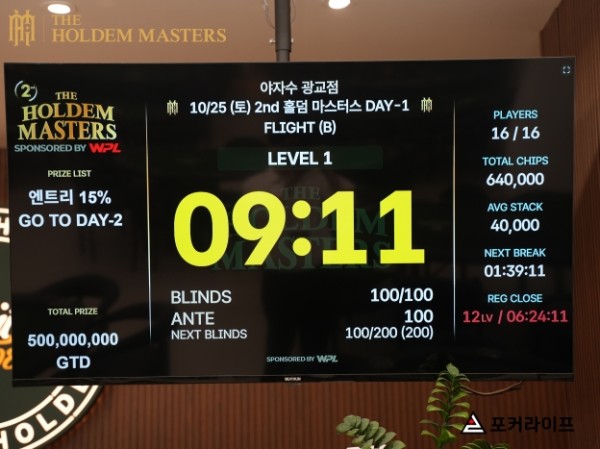 THE
HOLDEM MASTERS
2
THE
HOLDEM
MASTERS
SPONSORED BY WPL
PRIZE LIST
엔트리 15%
GO TO DAY-2
TOTAL PRIZE
500,000,000
GTD
야자수 광교점
10/25 (토) 2nd 홀덤 마스터스 DAY-1
FLIGHT (B)
LEVEL 1
THE
HOLDEM
MASTERS
09:11
BLINDS 100/100
ANTE 100
NEXT BLINDS 100/200 (200)
SPONSORED BY WPL
PLAYERS
16 / 16
TOTAL CHIPS
640,000
AVG STACK
40,000
NEXT BREAK
01:39:11
REG CLOSE
12LV / 06:24:11
HOLD
포커라이프